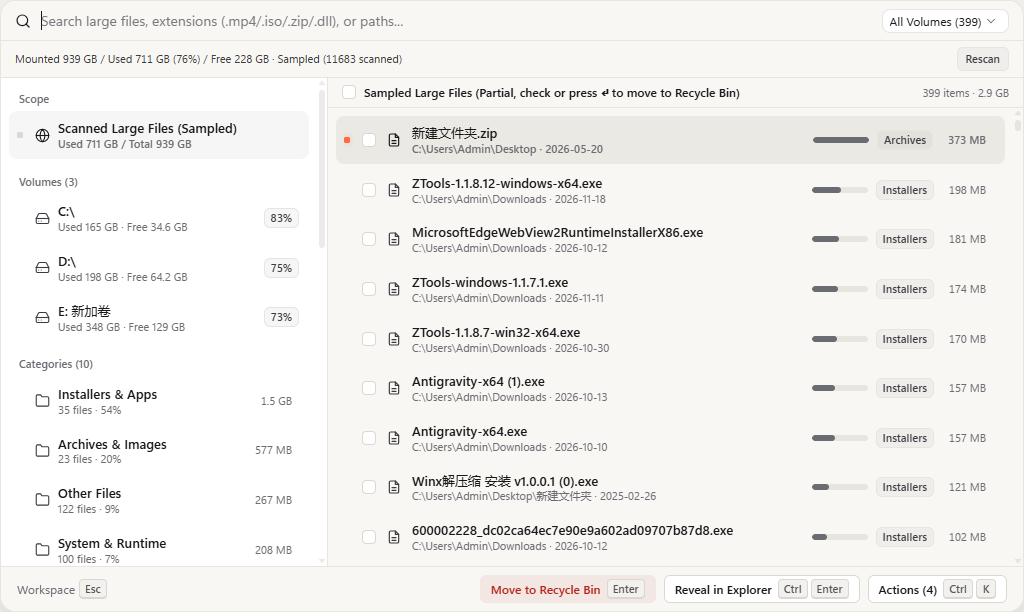 Search large files, extensions (.mp4/.iso/.zip/.dll), or paths...
All Volumes (399)
Mounted 939 GB / Used 711 GB (76%) / Free 228 GB · Sampled (11683 scanned)
Rescan
Scope
Scanned Large Files (Sampled)
Used 711 GB / Total 939 GB
Volumes (3)
C:\
Used 165 GB · Free 34.6 GB
83%
D:\
Used 198 GB · Free 64.2 GB
75%
E: 新加卷
Used 348 GB · Free 129 GB
73%
Categories (10)
Installers & Apps
35 files · 54%
1.5 GB
Archives & Images
23 files · 20%
577 MB
Other Files
122 files · 9%
267 MB
System & Runtime
100 files · 7%
208 MB
Sampled Large Files (Partial, check or press ↵ to move to Recycle Bin)
399 items · 2.9 GB
新建文件夹.zip
C:\Users\Admin\Desktop · 2026-05-20
Archives
373 MB
ZTools-1.1.8.12-windows-x64.exe
C:\Users\Admin\Downloads · 2026-11-18
Installers
198 MB
MicrosoftEdgeWebView2RuntimeInstallerX86.exe
C:\Users\Admin\Downloads · 2026-10-12
Installers
181 MB
ZTools-windows-1.1.7.1.exe
C:\Users\Admin\Downloads · 2026-11-11
Installers
174 MB
ZTools-1.1.8.7-win32-x64.exe
C:\Users\Admin\Downloads · 2026-10-30
Installers
170 MB
Antigravity-x64 (1).exe
C:\Users\Admin\Downloads · 2026-10-13
Installers
157 MB
Antigravity-x64.exe
C:\Users\Admin\Downloads · 2026-10-10
Installers
157 MB
Winx解压缩 安装 v1.0.0.1 (0).exe
C:\Users\Admin\Desktop\新建文件夹 · 2025-02-26
Installers
121 MB
600002228_dc02ca64ec7e90e9a602ad09707b87d8.exe
C:\Users\Admin\Downloads · 2026-10-12
Installers
102 MB
Workspace Esc
Move to Recycle Bin Enter
Reveal in Explorer Ctrl Enter
Actions (4) Ctrl K